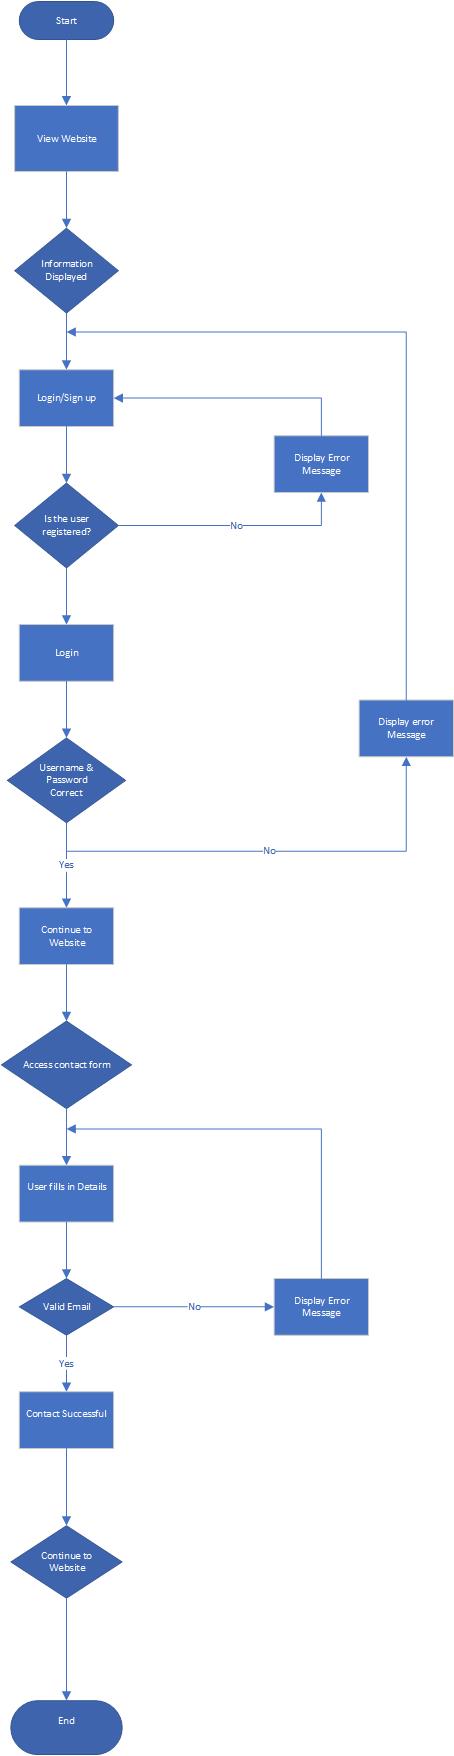 Start
View Website
Information
Displayed
Login/Sign up
Display Error
Message
Is the user
registered?
No
Login
Display error
Message
Username &
Password
Correct
No
Yes
Continue to
Website
Access contact form
User fills in Details
Valid Email
No
Display Error
Message
Yes
Contact Successful
Continue to
Website
End